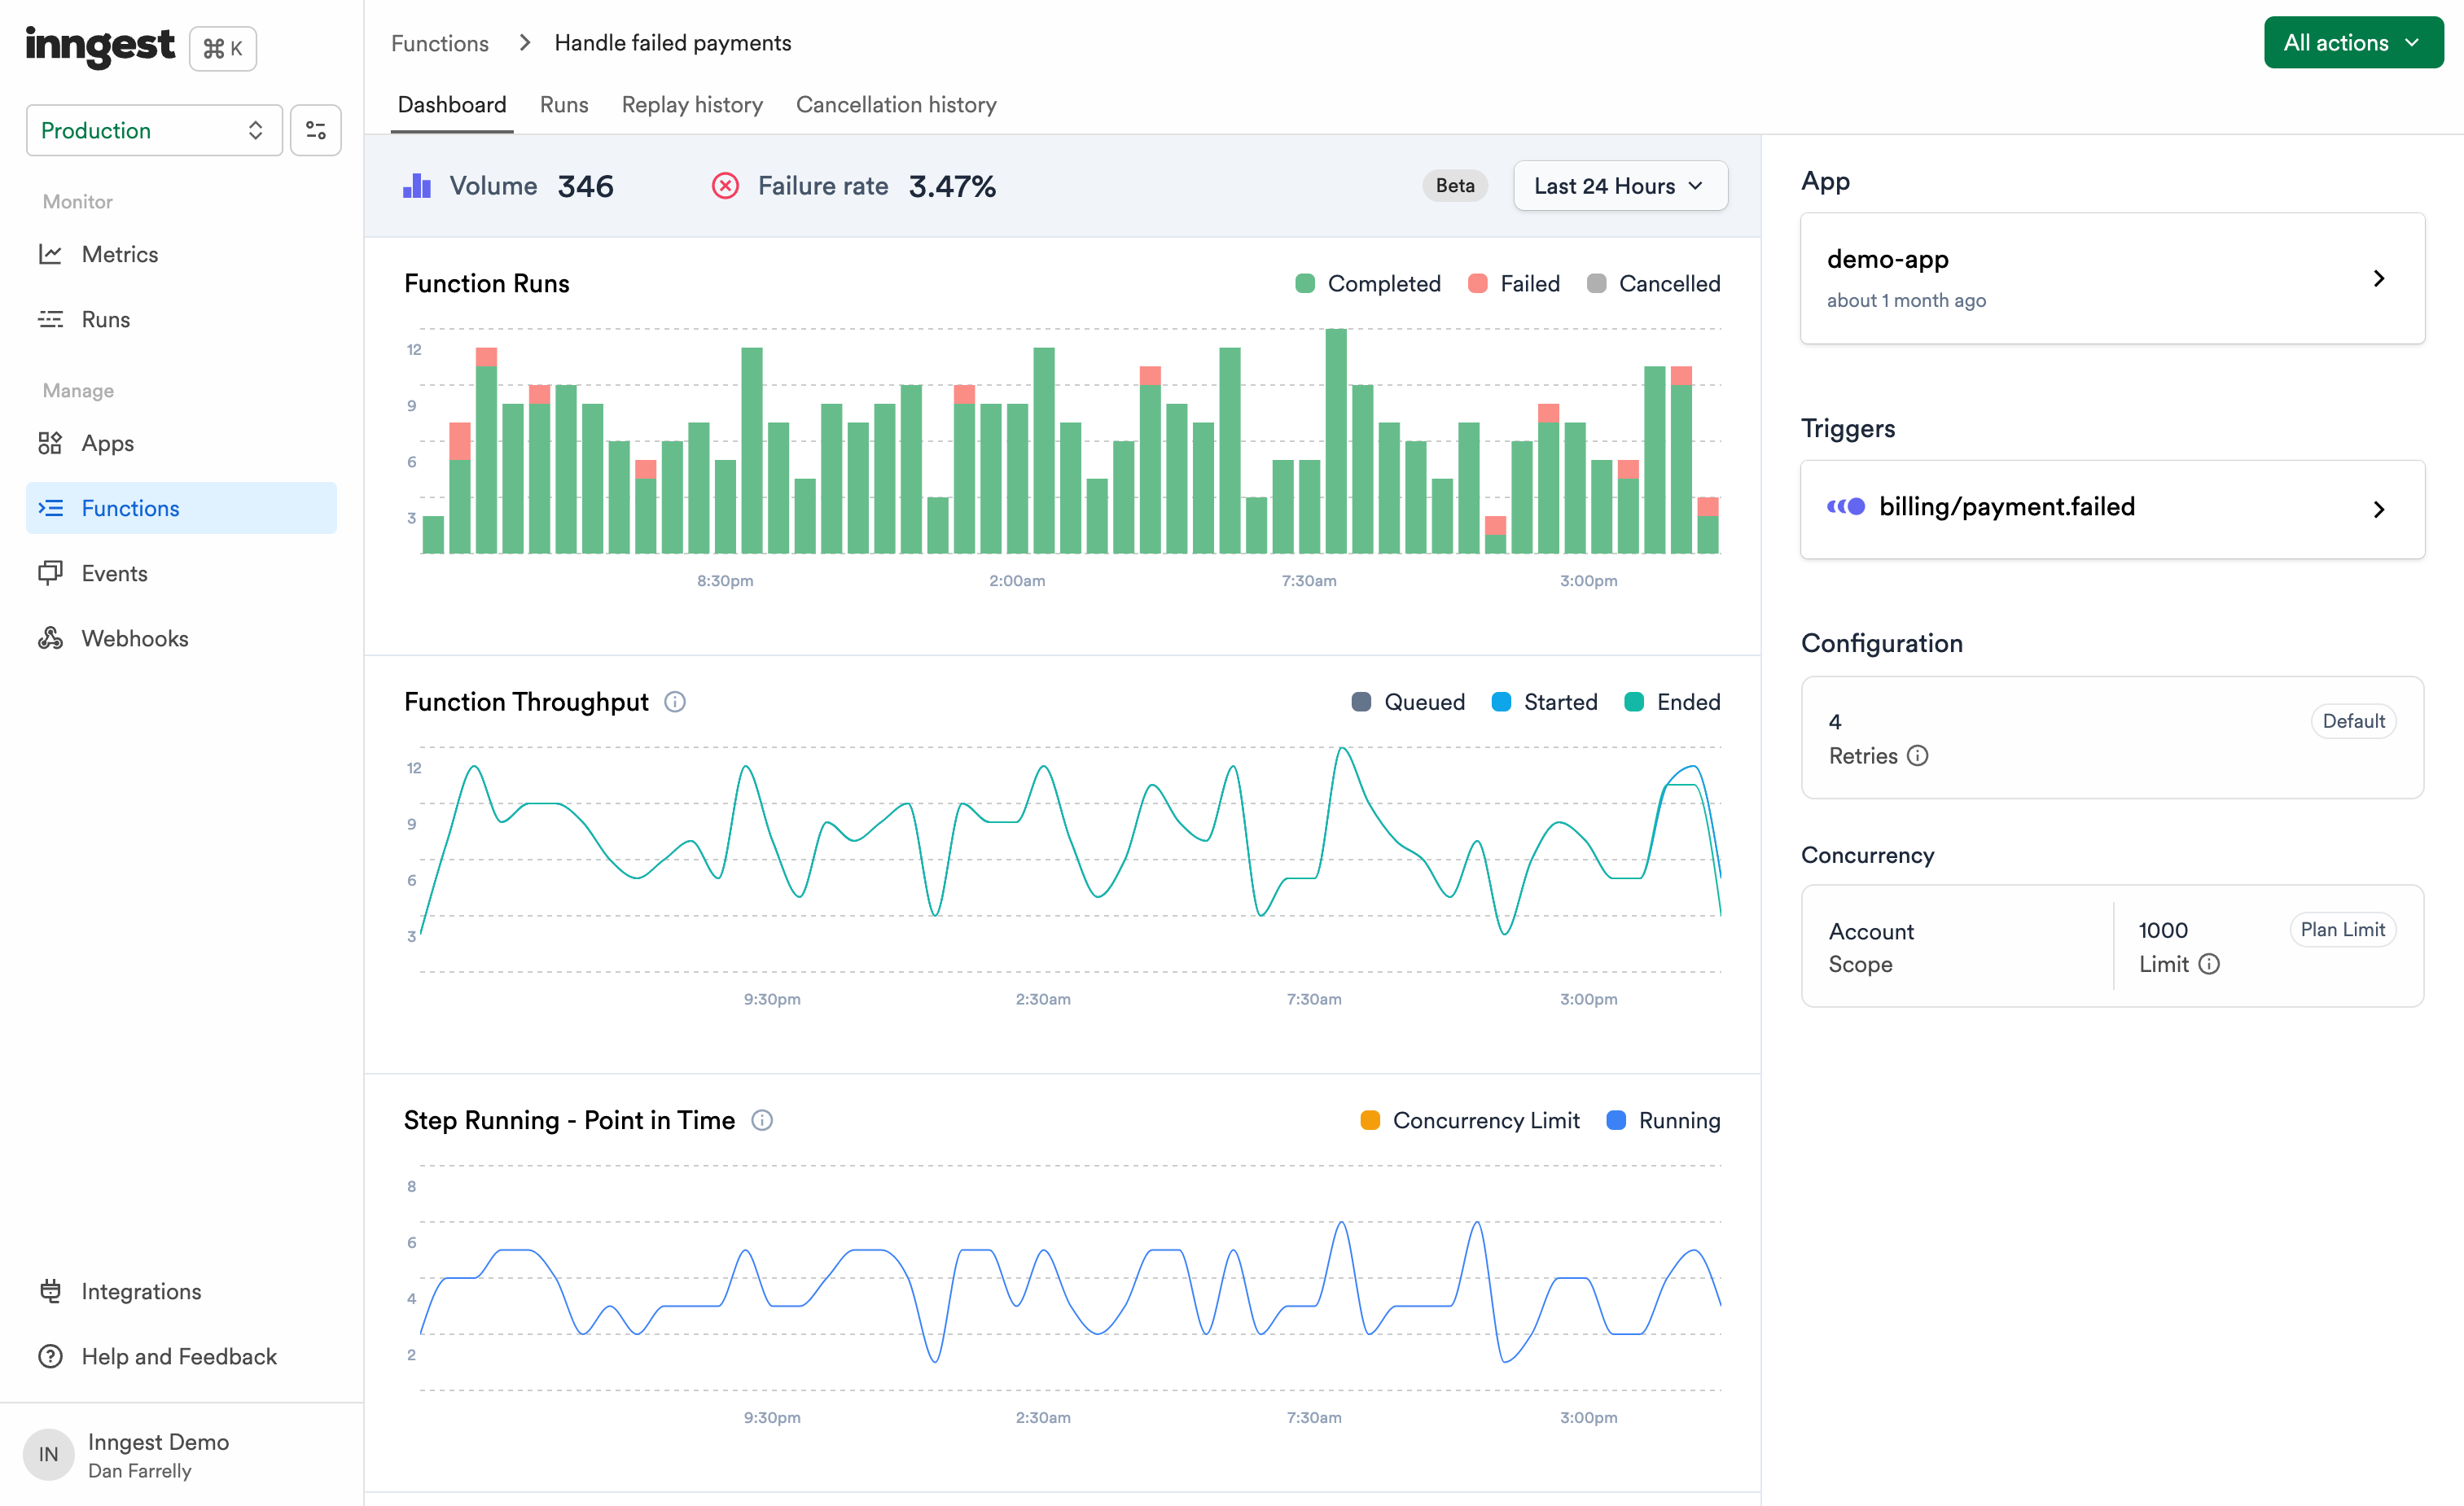 inngest ⌘ K
Production
Monitor
Metrics
Runs
Manage
Apps
Functions
Events
Webhooks
Integrations
Help and Feedback
IN
Inngest Demo
Dan Farrelly
Functions > Handle failed payments
All actions
Dashboard Runs Replay history Cancellation history
Volume 346 Failure rate 3.47% Beta Last 24 Hours
Function Runs Completed Failed Cancelled
12
9
6
3
8:30pm 2:00am 7:30am 3:00pm
Function Throughput Queued Started Ended
12
9
6
3
9:30pm 2:30am 7:30am 3:00pm
Step Running - Point in Time Concurrency Limit Running
8
6
4
2
9:30pm 2:30am 7:30am 3:00pm
App
demo-app
about 1 month ago
Triggers
billing/payment.failed
Configuration
4 Default
Retries
Concurrency
Account 1000 Plan Limit
Scope Limit